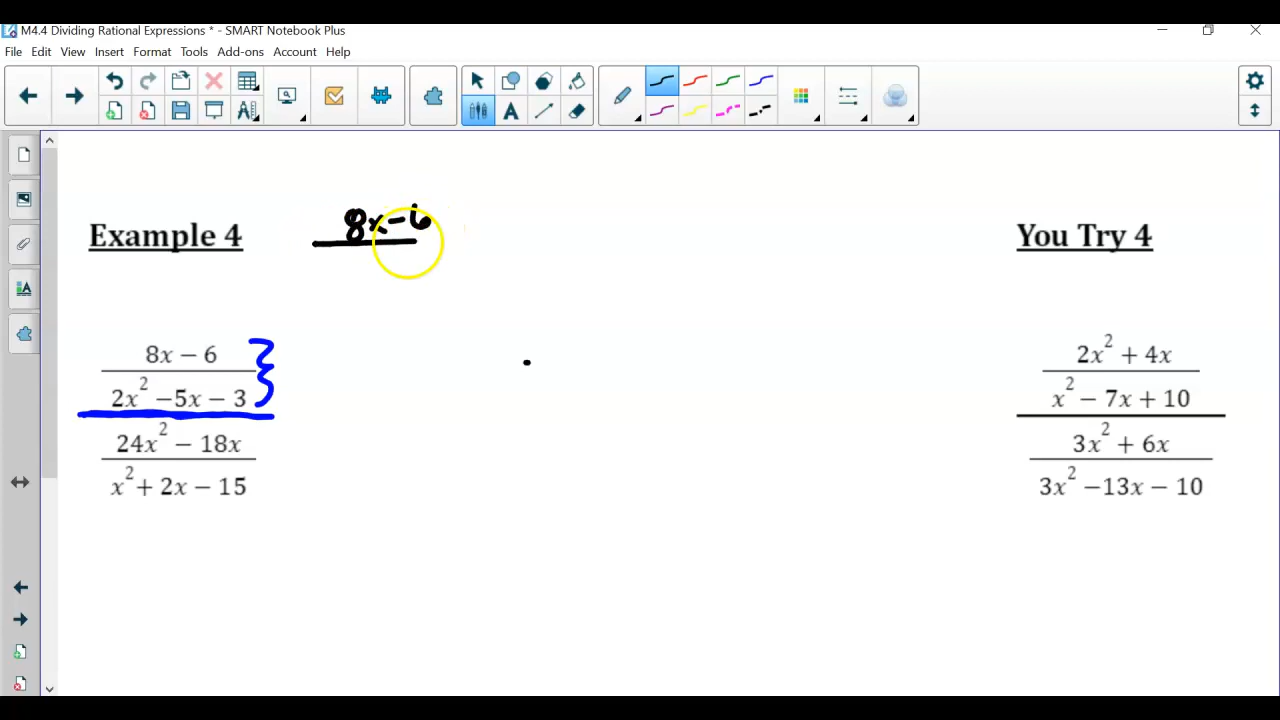 M4.4 Dividing Rational Expressions * - SMART Notebook Plus
File Edit View Insert Format Tools Add-ons Account Help
8x-6
Example 4
You Try 4
8x − 6
2x² −5x − 3
24x² − 18x
x² + 2x − 15
2x² + 4x
x² − 7x + 10
3x² + 6x
3x² −13x − 10